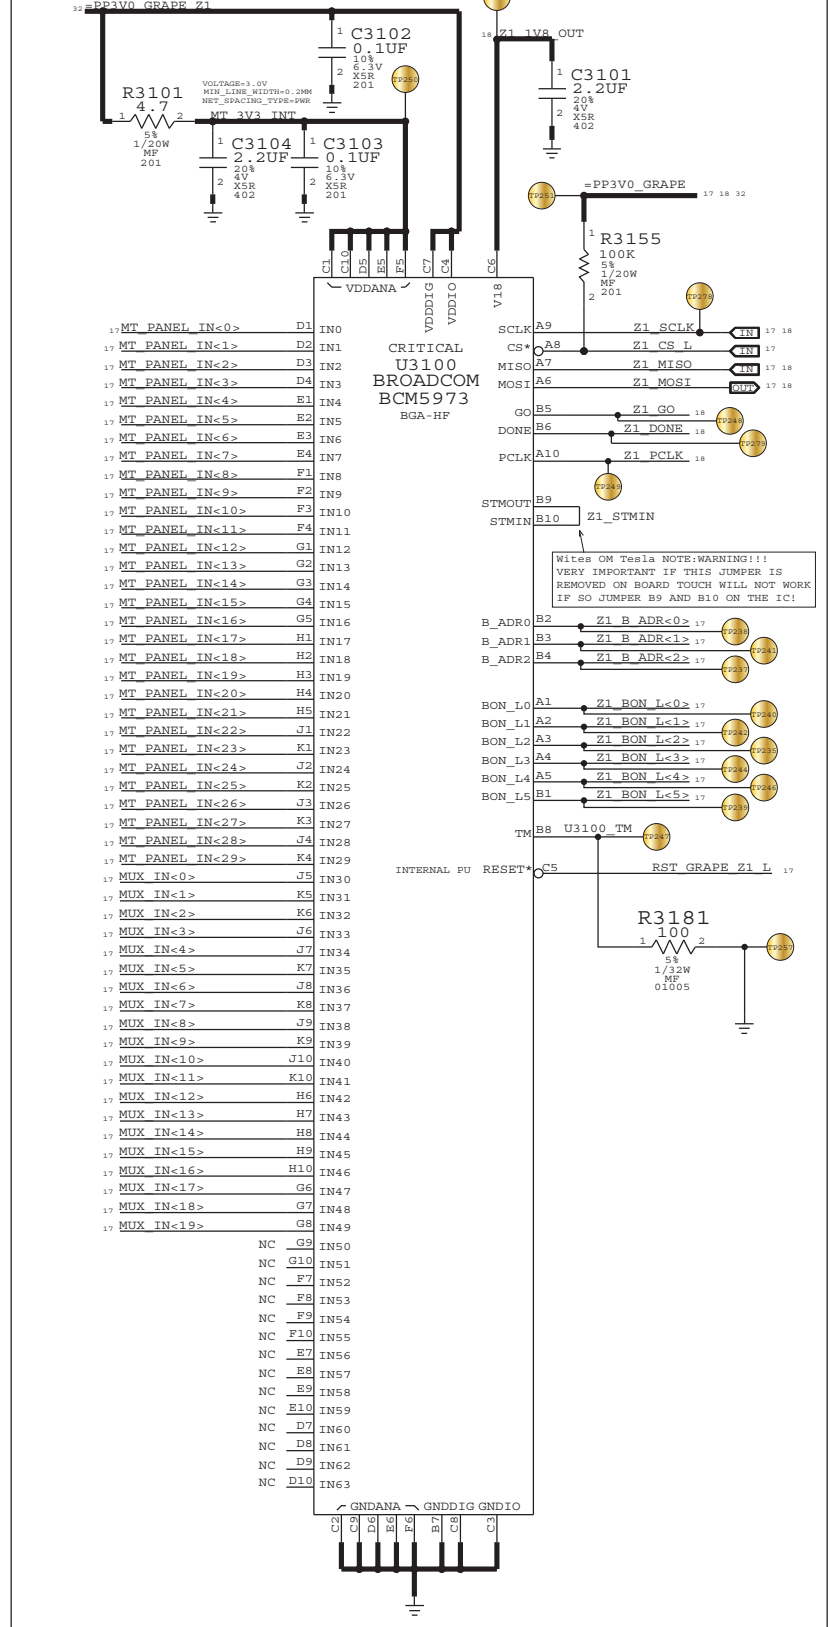 32 =PP3V0_GRAPE_Z1
1 C3102
0.1UF
10%
6.3V
2 X5R
201
TP250
18 Z1_1V8_OUT
1 C3101
2.2UF
20%
4V
2 X5R
402
R3101
4.7
1 2
5%
1/20W
MF
201
VOLTAGE=3.0V
MIN_LINE_WIDTH=0.2MM
NET_SPACING_TYPE=PWR
MT_3V3_INT
1 C3104
2.2UF
20%
4V
2 X5R
402
1 C3103
0.1UF
10%
6.3V
2 X5R
201
TP251
=PP3V0_GRAPE 17 18 32
1 R3155
100K
5%
1/20W
MF
2 201
C1 C10 D5 E5 F5 C7 C4 C6
VDDANA VDDDIG VDDIO V18
CRITICAL
U3100
BROADCOM
BCM5973
BGA-HF
17 MT_PANEL_IN<0> D1 IN0
17 MT_PANEL_IN<1> D2 IN1
17 MT_PANEL_IN<2> D3 IN2
17 MT_PANEL_IN<3> D4 IN3
17 MT_PANEL_IN<4> E1 IN4
17 MT_PANEL_IN<5> E2 IN5
17 MT_PANEL_IN<6> E3 IN6
17 MT_PANEL_IN<7> E4 IN7
17 MT_PANEL_IN<8> F1 IN8
17 MT_PANEL_IN<9> F2 IN9
17 MT_PANEL_IN<10> F3 IN10
17 MT_PANEL_IN<11> F4 IN11
17 MT_PANEL_IN<12> G1 IN12
17 MT_PANEL_IN<13> G2 IN13
17 MT_PANEL_IN<14> G3 IN14
17 MT_PANEL_IN<15> G4 IN15
17 MT_PANEL_IN<16> G5 IN16
17 MT_PANEL_IN<17> H1 IN17
17 MT_PANEL_IN<18> H2 IN18
17 MT_PANEL_IN<19> H3 IN19
17 MT_PANEL_IN<20> H4 IN20
17 MT_PANEL_IN<21> H5 IN21
17 MT_PANEL_IN<22> J1 IN22
17 MT_PANEL_IN<23> K1 IN23
17 MT_PANEL_IN<24> J2 IN24
17 MT_PANEL_IN<25> K2 IN25
17 MT_PANEL_IN<26> J3 IN26
17 MT_PANEL_IN<27> K3 IN27
17 MT_PANEL_IN<28> J4 IN28
17 MT_PANEL_IN<29> K4 IN29
17 MUX_IN<0> J5 IN30
17 MUX_IN<1> K5 IN31
17 MUX_IN<2> K6 IN32
17 MUX_IN<3> J6 IN33
17 MUX_IN<4> J7 IN34
17 MUX_IN<5> K7 IN35
17 MUX_IN<6> J8 IN36
17 MUX_IN<7> K8 IN37
17 MUX_IN<8> J9 IN38
17 MUX_IN<9> K9 IN39
17 MUX_IN<10> J10 IN40
17 MUX_IN<11> K10 IN41
17 MUX_IN<12> H6 IN42
17 MUX_IN<13> H7 IN43
17 MUX_IN<14> H8 IN44
17 MUX_IN<15> H9 IN45
17 MUX_IN<16> H10 IN46
17 MUX_IN<17> G6 IN47
17 MUX_IN<18> G7 IN48
17 MUX_IN<19> G8 IN49
NC G9 IN50
NC G10 IN51
NC F7 IN52
NC F8 IN53
NC F9 IN54
NC F10 IN55
NC E7 IN56
NC E8 IN57
NC E9 IN58
NC E10 IN59
NC D7 IN60
NC D8 IN61
NC D9 IN62
NC D10 IN63
TP278
SCLK A9 Z1_SCLK IN 17 18
CS* A8 Z1_CS_L IN 17
MISO A7 Z1_MISO IN 17 18
MOSI A6 Z1_MOSI OUT 17 18
GO B5 Z1_GO 18 TP248
DONE B6 Z1_DONE 18 TP279
PCLK A10 Z1_PCLK 18
TP249
STMOUT B9
STMIN B10 Z1_STMIN
Wites OM Tesla NOTE:WARNING!!!
VERY IMPORTANT IF THIS JUMPER IS
REMOVED ON BOARD TOUCH WILL NOT WORK
IF SO JUMPER B9 AND B10 ON THE IC!
B_ADR0 B2 Z1_B_ADR<0> 17 TP238
B_ADR1 B3 Z1_B_ADR<1> 17 TP241
B_ADR2 B4 Z1_B_ADR<2> 17 TP237
BON_L0 A1 Z1_BON_L<0> 17 TP240
BON_L1 A2 Z1_BON_L<1> 17 TP242
BON_L2 A3 Z1_BON_L<2> 17 TP235
BON_L3 A4 Z1_BON_L<3> 17 TP244
BON_L4 A5 Z1_BON_L<4> 17 TP246
BON_L5 B1 Z1_BON_L<5> 17 TP239
TM B8 U3100_TM TP247
INTERNAL PU RESET* C5 RST_GRAPE_Z1_L 17
R3181
100
1 2
5%
1/32W
MF
01005
TP257
GNDANA GNDDIG GNDIO
C2 C9 D6 E6 F6 B7 C8 C3